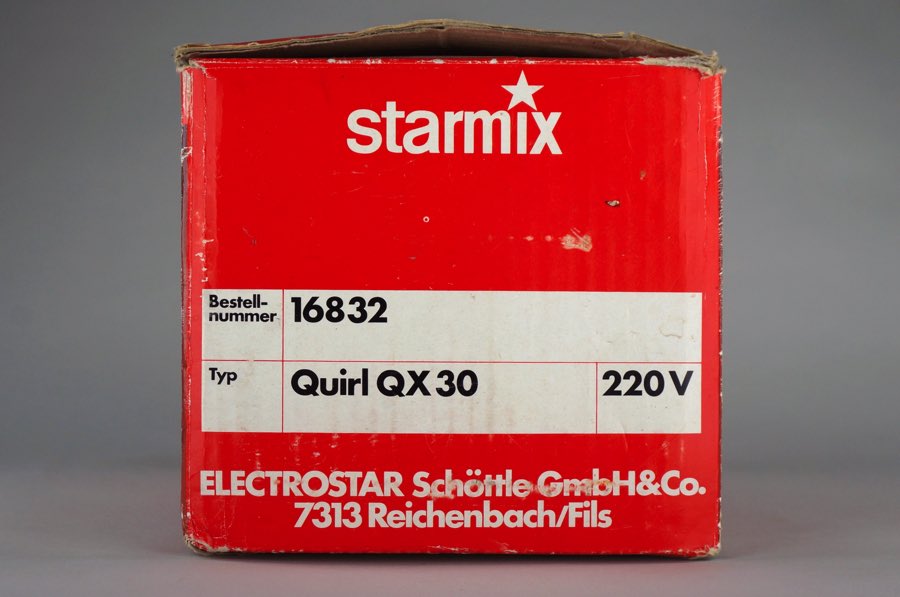 starmix
Bestell-
nummer
16832
Typ
Quirl QX 30
220 V
ELECTROSTAR Schöttle GmbH & Co.
7313 Reichenbach/Fils